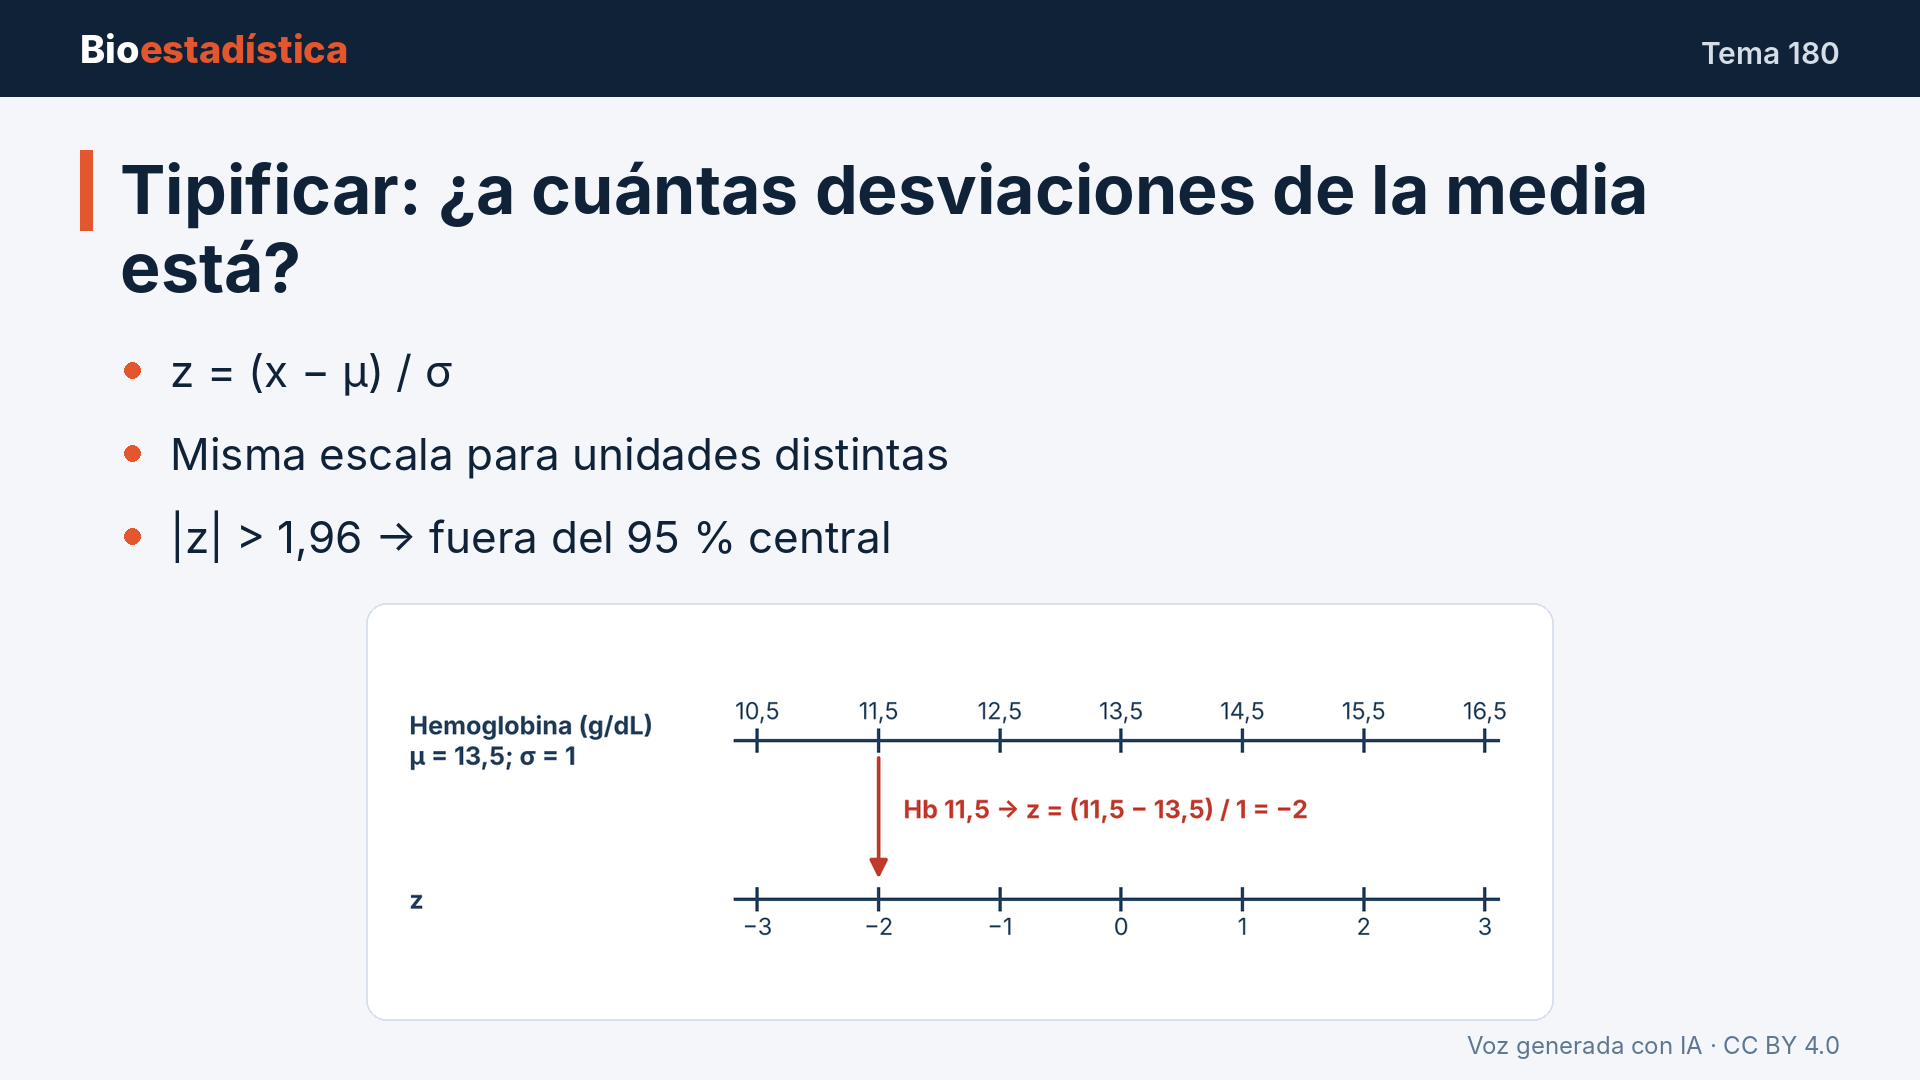 Bioestadística
Tema 180
Tipificar: ¿a cuántas desviaciones de la media
está?
z = (x − μ) / σ
Misma escala para unidades distintas
|z| > 1,96 → fuera del 95 % central
10,5 11,5 12,5 13,5 14,5 15,5 16,5
Hemoglobina (g/dL)
μ = 13,5; σ = 1
Hb 11,5 → z = (11,5 − 13,5) / 1 = −2
z
−3 −2 −1 0 1 2 3
Voz generada con IA · CC BY 4.0